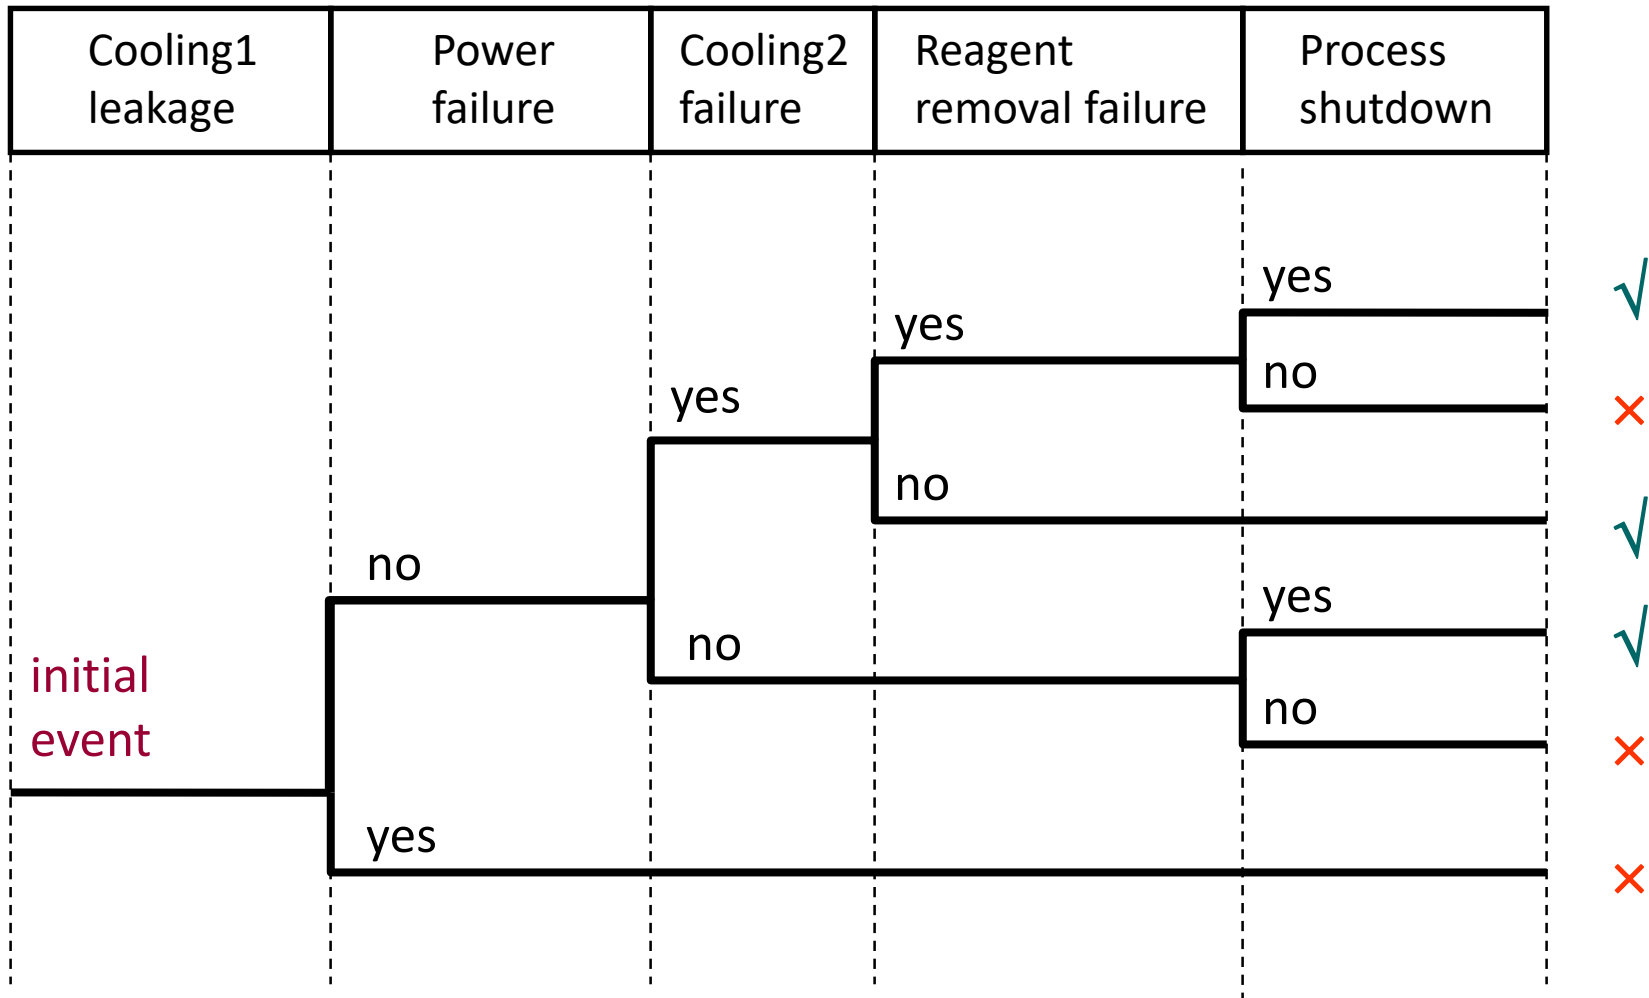 Cooling1
leakage
Power
failure
Cooling2
failure
Reagent
removal failure
Process
shutdown
yes
√
yes
no
×
yes
no
√
no
yes
√
no
initial
event
no
×
yes
×